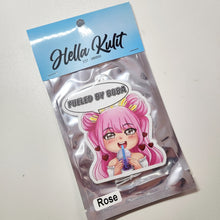 Hella Kulit
FUELED BY BOBA
Rose